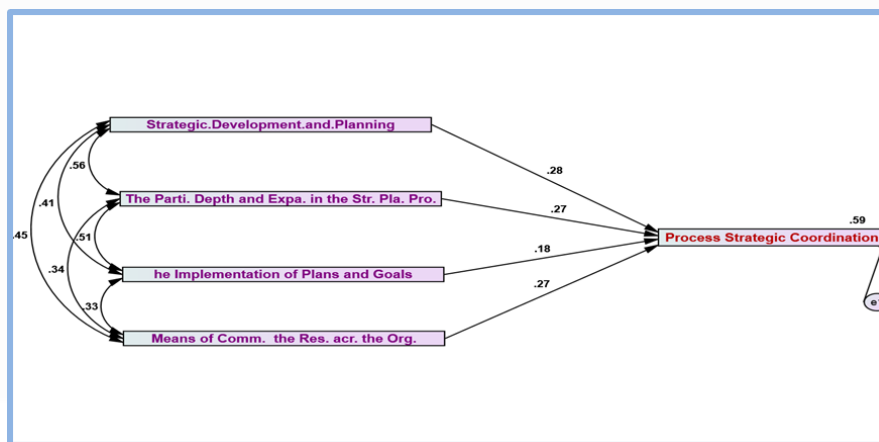 Strategic.Development.and.Planning
.56
.28
The Parti. Depth and Expa. in the Str. Pla. Pro.
.41
.27
.59
.45
.51
Process Strategic Coordination
.18
.34
he Implementation of Plans and Goals
.27
.33
Means of Comm. the Res. acr. the Org.